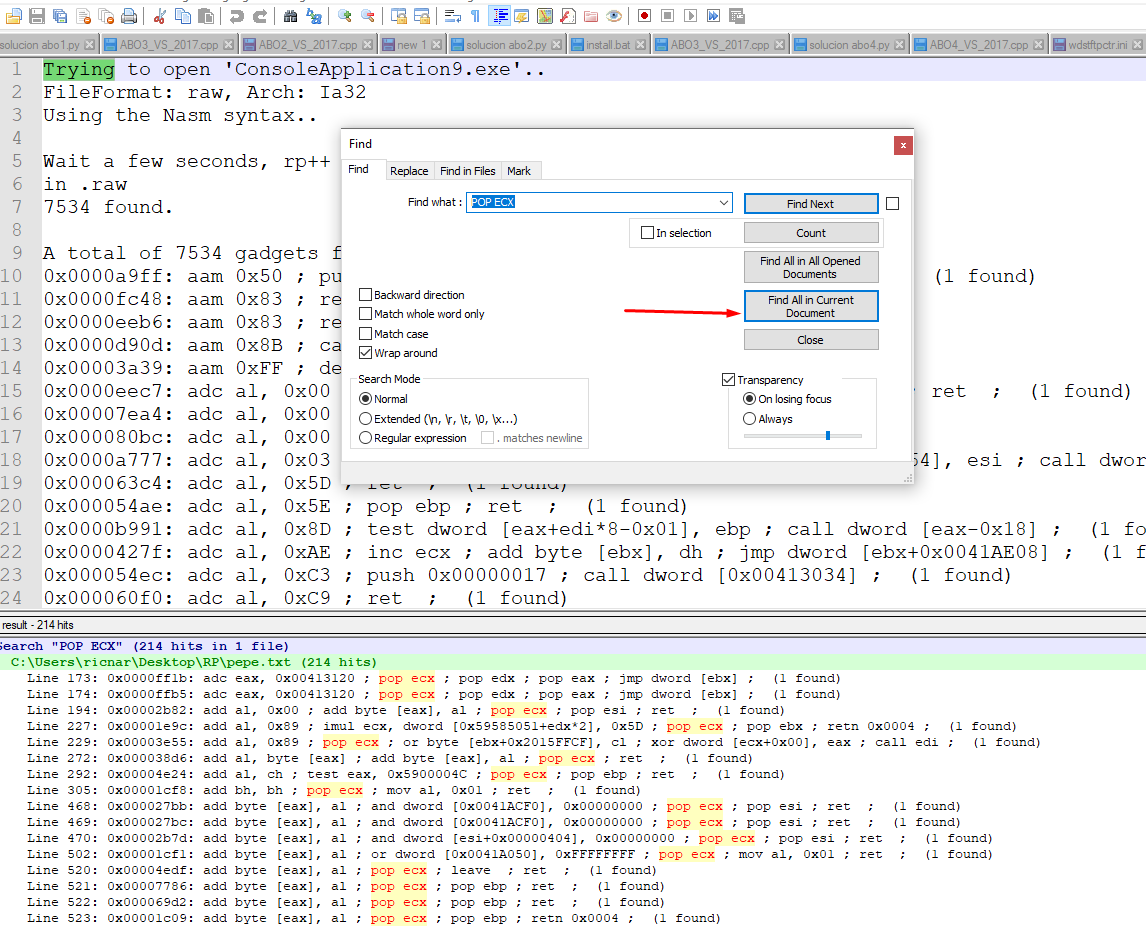 solucion abo1.py
ABO3_VS_2017.cpp
ABO2_VS_2017.cpp
new 1
solucion abo2.py
install.bat
ABO3_VS_2017.cpp
solucion abo4.py
ABO4_VS_2017.cpp
wdstftpctr.ini
1 Trying to open 'ConsoleApplication9.exe'..
2 FileFormat: raw, Arch: Ia32
3 Using the Nasm syntax..
4
5 Wait a few seconds, rp++
6 in .raw
7 7534 found.
8
9 A total of 7534 gadgets f
10 0x0000a9ff: aam 0x50 ; pu (1 found)
11 0x0000fc48: aam 0x83 ; re
12 0x0000eeb6: aam 0x83 ; re
13 0x0000d90d: aam 0x8B ; ca
14 0x00003a39: aam 0xFF ; de
15 0x0000eec7: adc al, 0x00 ; ret ; (1 found)
16 0x00007ea4: adc al, 0x00
17 0x000080bc: adc al, 0x00
18 0x0000a777: adc al, 0x03 54], esi ; call dwor
19 0x000063c4: adc al, 0x5D ; ret ; (1 found)
20 0x000054ae: adc al, 0x5E ; pop ebp ; ret ; (1 found)
21 0x0000b991: adc al, 0x8D ; test dword [eax+edi*8-0x01], ebp ; call dword [eax-0x18] ; (1 fo
22 0x0000427f: adc al, 0xAE ; inc ecx ; add byte [ebx], dh ; jmp dword [ebx+0x0041AE08] ; (1 f
23 0x000054ec: adc al, 0xC3 ; push 0x00000017 ; call dword [0x00413034] ; (1 found)
24 0x000060f0: adc al, 0xC9 ; ret ; (1 found)
Find
x
Find Replace Find in Files Mark
Find what : POP ECX
Find Next
In selection
Count
Find All in All Opened
Documents
Find All in Current
Document
Close
Backward direction
Match whole word only
Match case
Wrap around
Search Mode
Normal
Extended (\n, \r, \t, \0, \x...)
Regular expression . matches newline
Transparency
On losing focus
Always
result - 214 hits
Search "POP ECX" (214 hits in 1 file)
C:\Users\ricnar\Desktop\RP\pepe.txt (214 hits)
Line 173: 0x0000ff1b: adc eax, 0x00413120 ; pop ecx ; pop edx ; pop eax ; jmp dword [ebx] ; (1 found)
Line 174: 0x0000ffb5: adc eax, 0x00413120 ; pop ecx ; pop edx ; pop eax ; jmp dword [ebx] ; (1 found)
Line 194: 0x00002b82: add al, 0x00 ; add byte [eax], al ; pop ecx ; pop esi ; ret ; (1 found)
Line 227: 0x00001e9c: add al, 0x89 ; imul ecx, dword [0x59585051+edx*2], 0x5D ; pop ecx ; pop ebx ; retn 0x0004 ; (1 found)
Line 229: 0x00003e55: add al, 0x89 ; pop ecx ; or byte [ebx+0x2015FFCF], cl ; xor dword [ecx+0x00], eax ; call edi ; (1 found)
Line 272: 0x000038d6: add al, byte [eax] ; add byte [eax], al ; pop ecx ; ret ; (1 found)
Line 292: 0x00004e24: add al, ch ; test eax, 0x5900004C ; pop ecx ; pop ebp ; ret ; (1 found)
Line 305: 0x00001cf8: add bh, bh ; pop ecx ; mov al, 0x01 ; ret ; (1 found)
Line 468: 0x000027bb: add byte [eax], al ; and dword [0x0041ACF0], 0x00000000 ; pop ecx ; pop esi ; ret ; (1 found)
Line 469: 0x000027bc: add byte [eax], al ; and dword [0x0041ACF0], 0x00000000 ; pop ecx ; pop esi ; ret ; (1 found)
Line 470: 0x00002b7d: add byte [eax], al ; and dword [esi+0x00000404], 0x00000000 ; pop ecx ; pop esi ; ret ; (1 found)
Line 502: 0x00001cf1: add byte [eax], al ; or dword [0x0041A050], 0xFFFFFFFF ; pop ecx ; mov al, 0x01 ; ret ; (1 found)
Line 520: 0x00004edf: add byte [eax], al ; pop ecx ; leave ; ret ; (1 found)
Line 521: 0x00007786: add byte [eax], al ; pop ecx ; pop ebp ; ret ; (1 found)
Line 522: 0x000069d2: add byte [eax], al ; pop ecx ; pop ebp ; ret ; (1 found)
Line 523: 0x00001c09: add byte [eax], al ; pop ecx ; pop ebp ; retn 0x0004 ; (1 found)